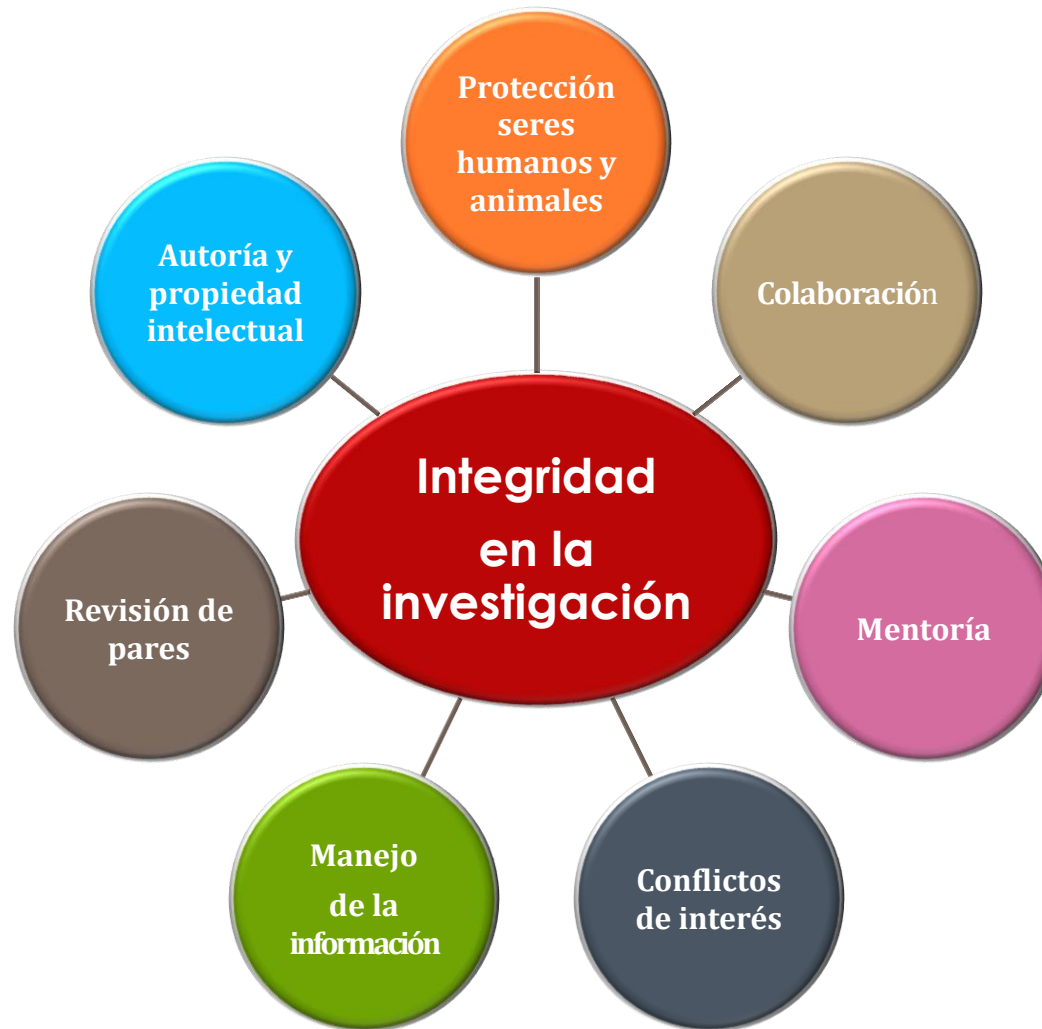 Protección
seres
humanos y
animales
Autoría y
propiedad
intelectual
Colaboración
Integridad
en la
investigación
Revisión de
pares
Mentoría
Manejo
de la
información
Conflictos
de interés